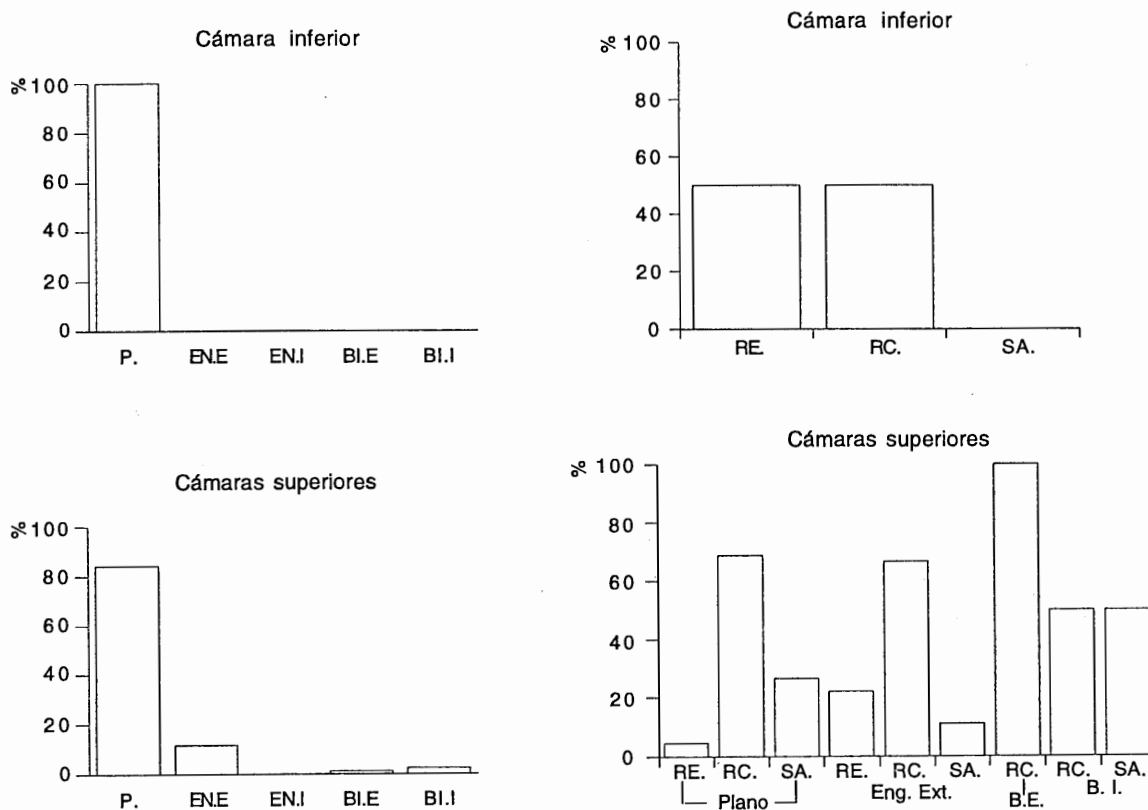 Cámara inferior
% 100
80
60
40
20
0
P. EN.E EN.I BI.E BI.I
Cámara inferior
% 100
80
60
40
20
0
RE. RC. SA.
Cámaras superiores
% 100
80
60
40
20
0
P. EN.E EN.I BI.E BI.I
Cámaras superiores
% 100
80
60
40
20
0
RE. RC. SA. RE. RC. SA. RC. RC. SA.
Plano Eng. Ext. B.E. B. I.